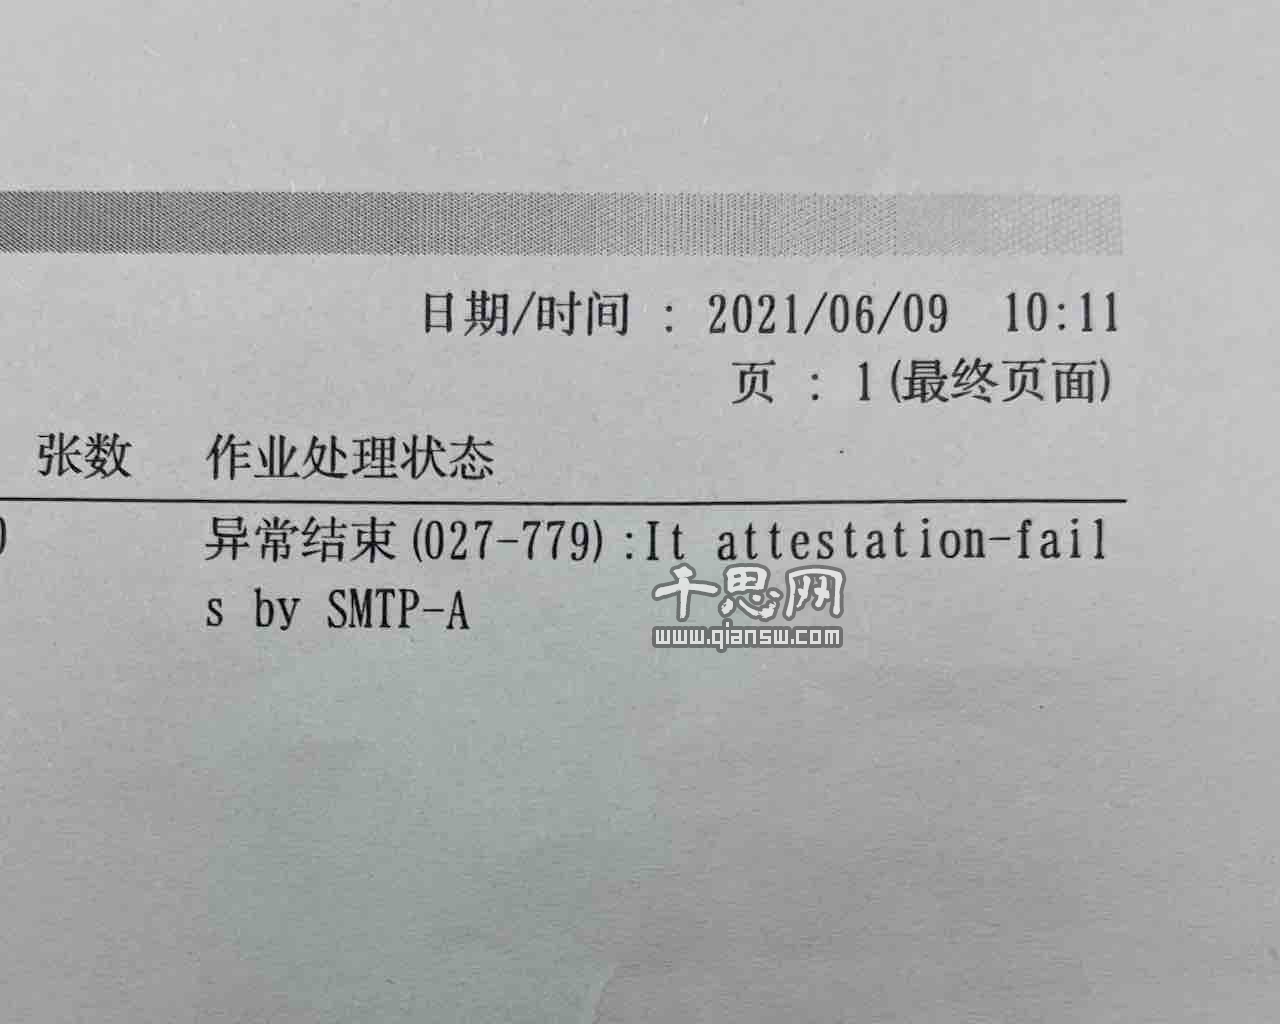 日期/时间 : 2021/06/09 10:11
页 : 1(最终页面)
张数 作业处理状态
异常结束(027-779):It attestation-fail
s by SMTP-A
千思网
www.qiansw.com